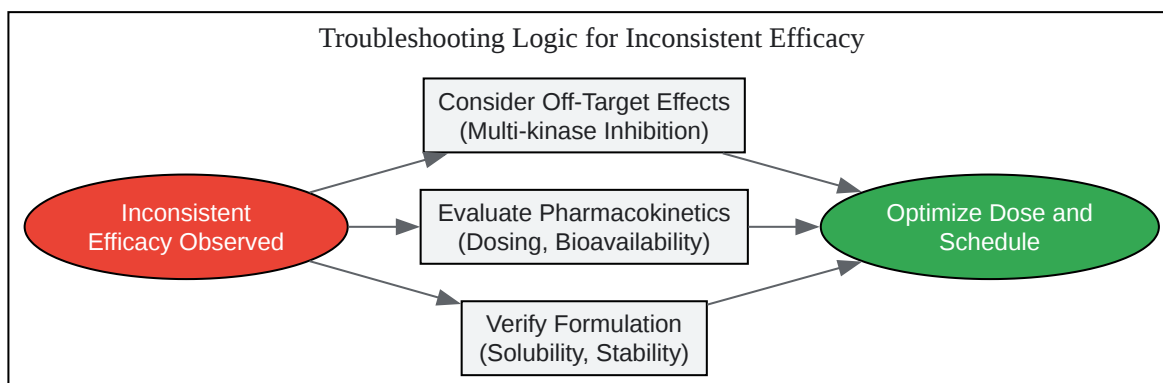 Troubleshooting Logic for Inconsistent Efficacy
Consider Off-Target Effects
(Multi-kinase Inhibition)
Inconsistent
Efficacy Observed
Evaluate Pharmacokinetics
(Dosing, Bioavailability)
Optimize Dose and
Schedule
Verify Formulation
(Solubility, Stability)